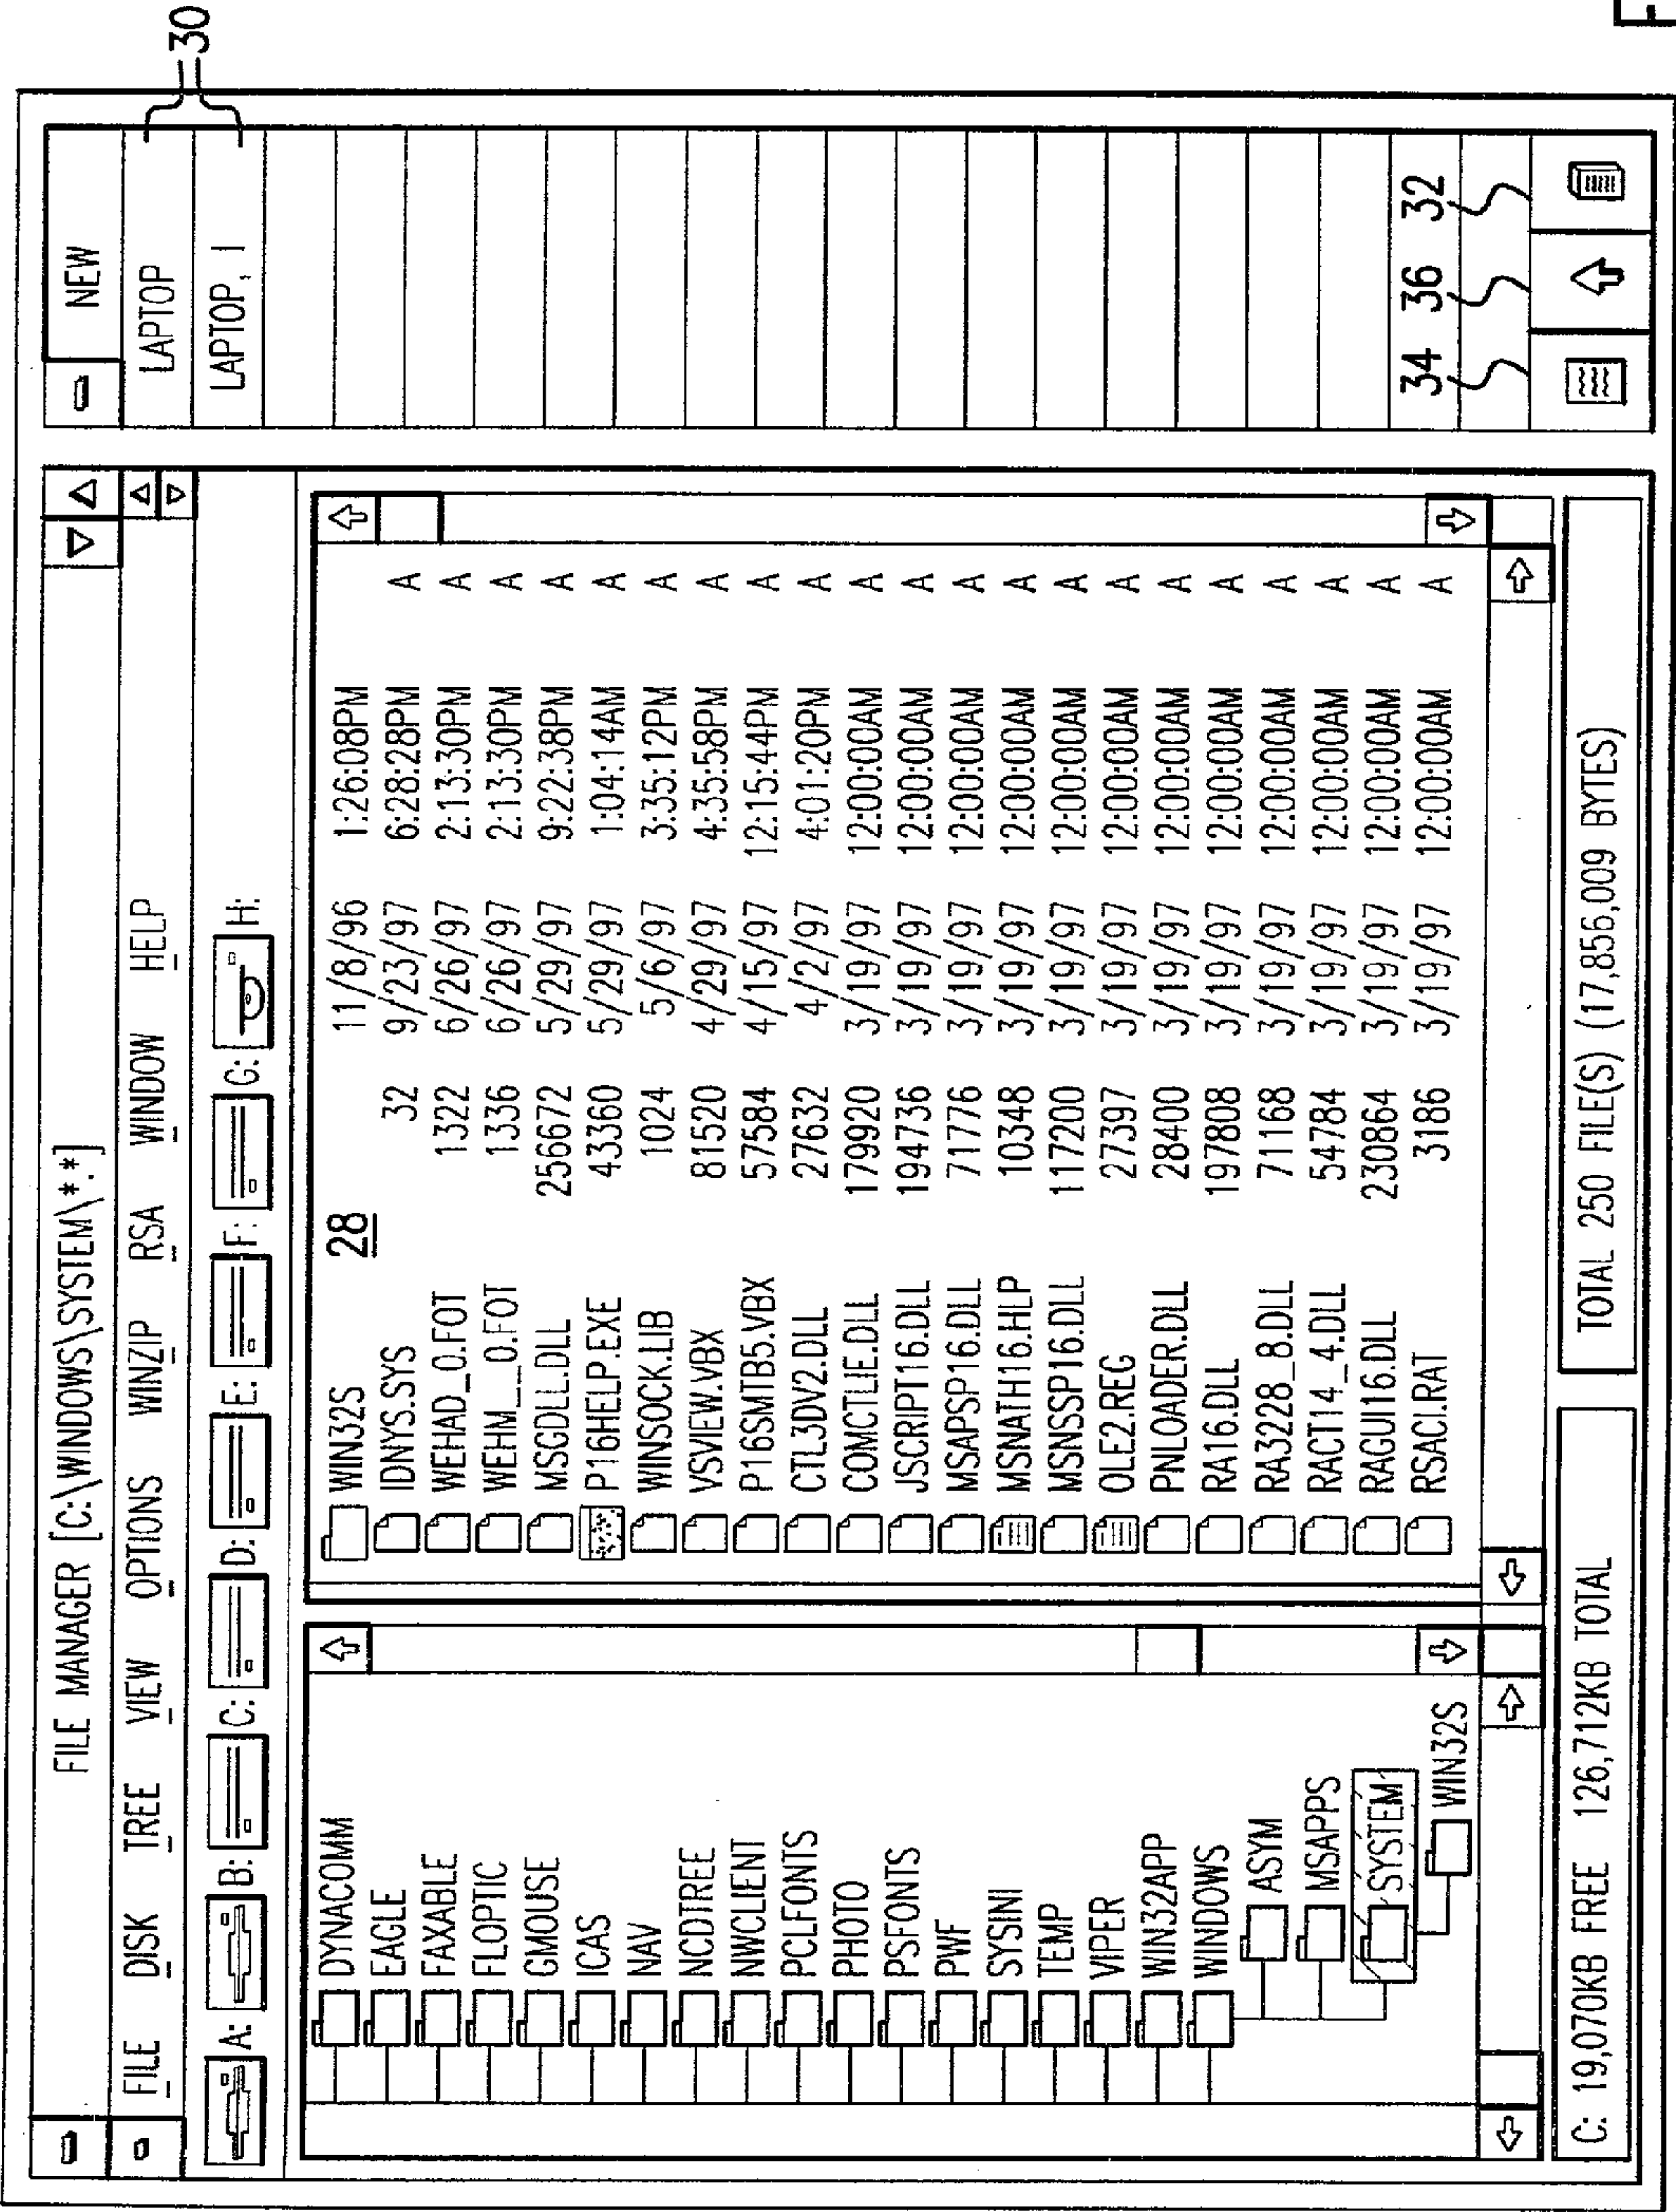 FILE MANAGER [C:\WINDOWS\SYSTEM\*.*]
FILE DISK TREE VIEW OPTIONS WINZIP RSA WINDOW HELP
A: B: C: D: E: F: G: H:
DYNACOMM
EAGLE
FAXABLE
FLOPTIC
GMOUSE
ICAS
NAV
NCDTREE
NWCLIENT
PCLFONTS
PHOTO
PSFONTS
PWF
SYSINI
TEMP
VIPER
WIN32APP
WINDOWS
ASYM
MSAPPS
SYSTEM
WIN32S
28
WIN32S 11/8/96 1:26:08PM
IDNYS.SYS 32 9/23/97 6:28:28PM A
WEHAD_0.FOT 1322 6/26/97 2:13:30PM A
WEHM__0.FOT 1336 6/26/97 2:13:30PM A
MSGDLL.DLL 256672 5/29/97 9:22:38PM A
P16HELP.EXE 43360 5/29/97 1:04:14AM A
WINSOCK.LIB 1024 5/6/97 3:35:12PM A
VSVIEW.VBX 81520 4/29/97 4:35:58PM A
P16SMTB5.VBX 57584 4/15/97 12:15:44PM A
CTL3DV2.DLL 27632 4/2/97 4:01:20PM A
COMCTLIE.DLL 179920 3/19/97 12:00:00AM A
JSCRIPT16.DLL 194736 3/19/97 12:00:00AM A
MSAPSP16.DLL 71776 3/19/97 12:00:00AM A
MSNATH16.HLP 10348 3/19/97 12:00:00AM A
MSNSSP16.DLL 117200 3/19/97 12:00:00AM A
OLE2.REG 27397 3/19/97 12:00:00AM A
PNLOADER.DLL 28400 3/19/97 12:00:00AM A
RA16.DLL 197808 3/19/97 12:00:00AM A
RA3228_8.DLL 71168 3/19/97 12:00:00AM A
RACT14_4.DLL 54784 3/19/97 12:00:00AM A
RAGUI16.DLL 230864 3/19/97 12:00:00AM A
RSACI.RAT 3186 3/19/97 12:00:00AM A
C: 19,070KB FREE 126,712KB TOTAL
TOTAL 250 FILE(S) (17,856,009 BYTES)
NEW
LAPTOP
LAPTOP, I
30
34 36 32